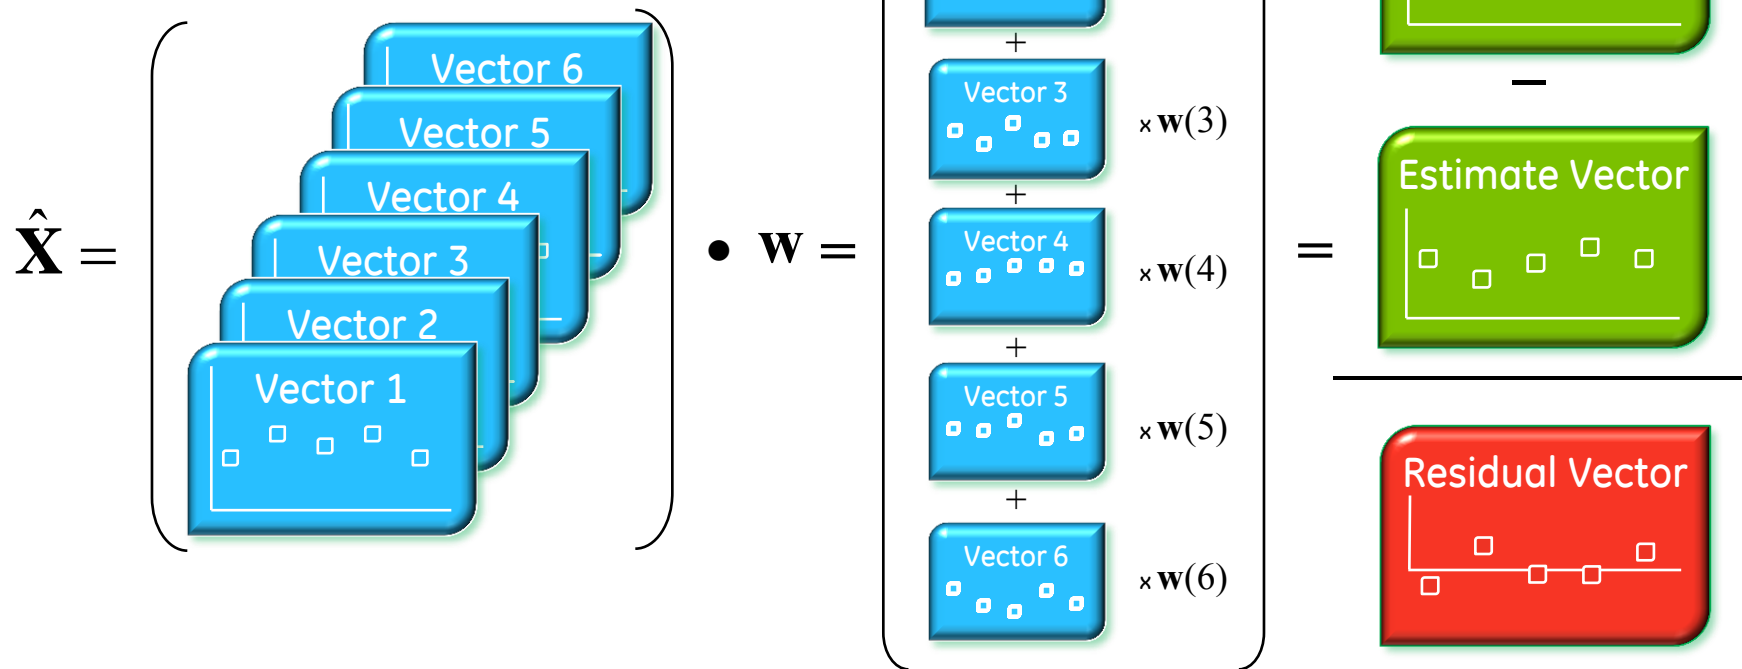 X̂ =
Vector 6
Vector 5
Vector 4
Vector 3
Vector 2
Vector 1
• w =
+
Vector 3
× w(3)
+
Vector 4
× w(4)
+
Vector 5
× w(5)
+
Vector 6
× w(6)
=
−
Estimate Vector
Residual Vector